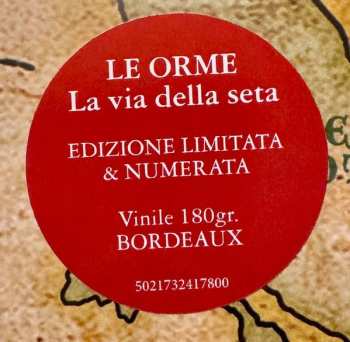 LE ORME
La via della seta
EDIZIONE LIMITATA
& NUMERATA
Vinile 180gr.
BORDEAUX
5021732417800